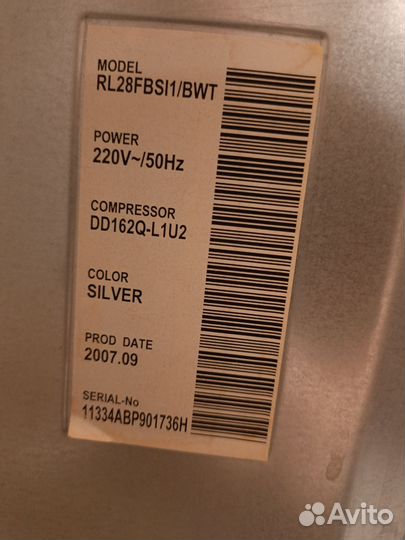 MODEL
RL28FBSI1/BWT
POWER
220V~/50Hz
COMPRESSOR
DD162Q-L1U2
COLOR
SILVER
PROD DATE
2007.09
SERIAL-No
11334ABP901736H
Avito